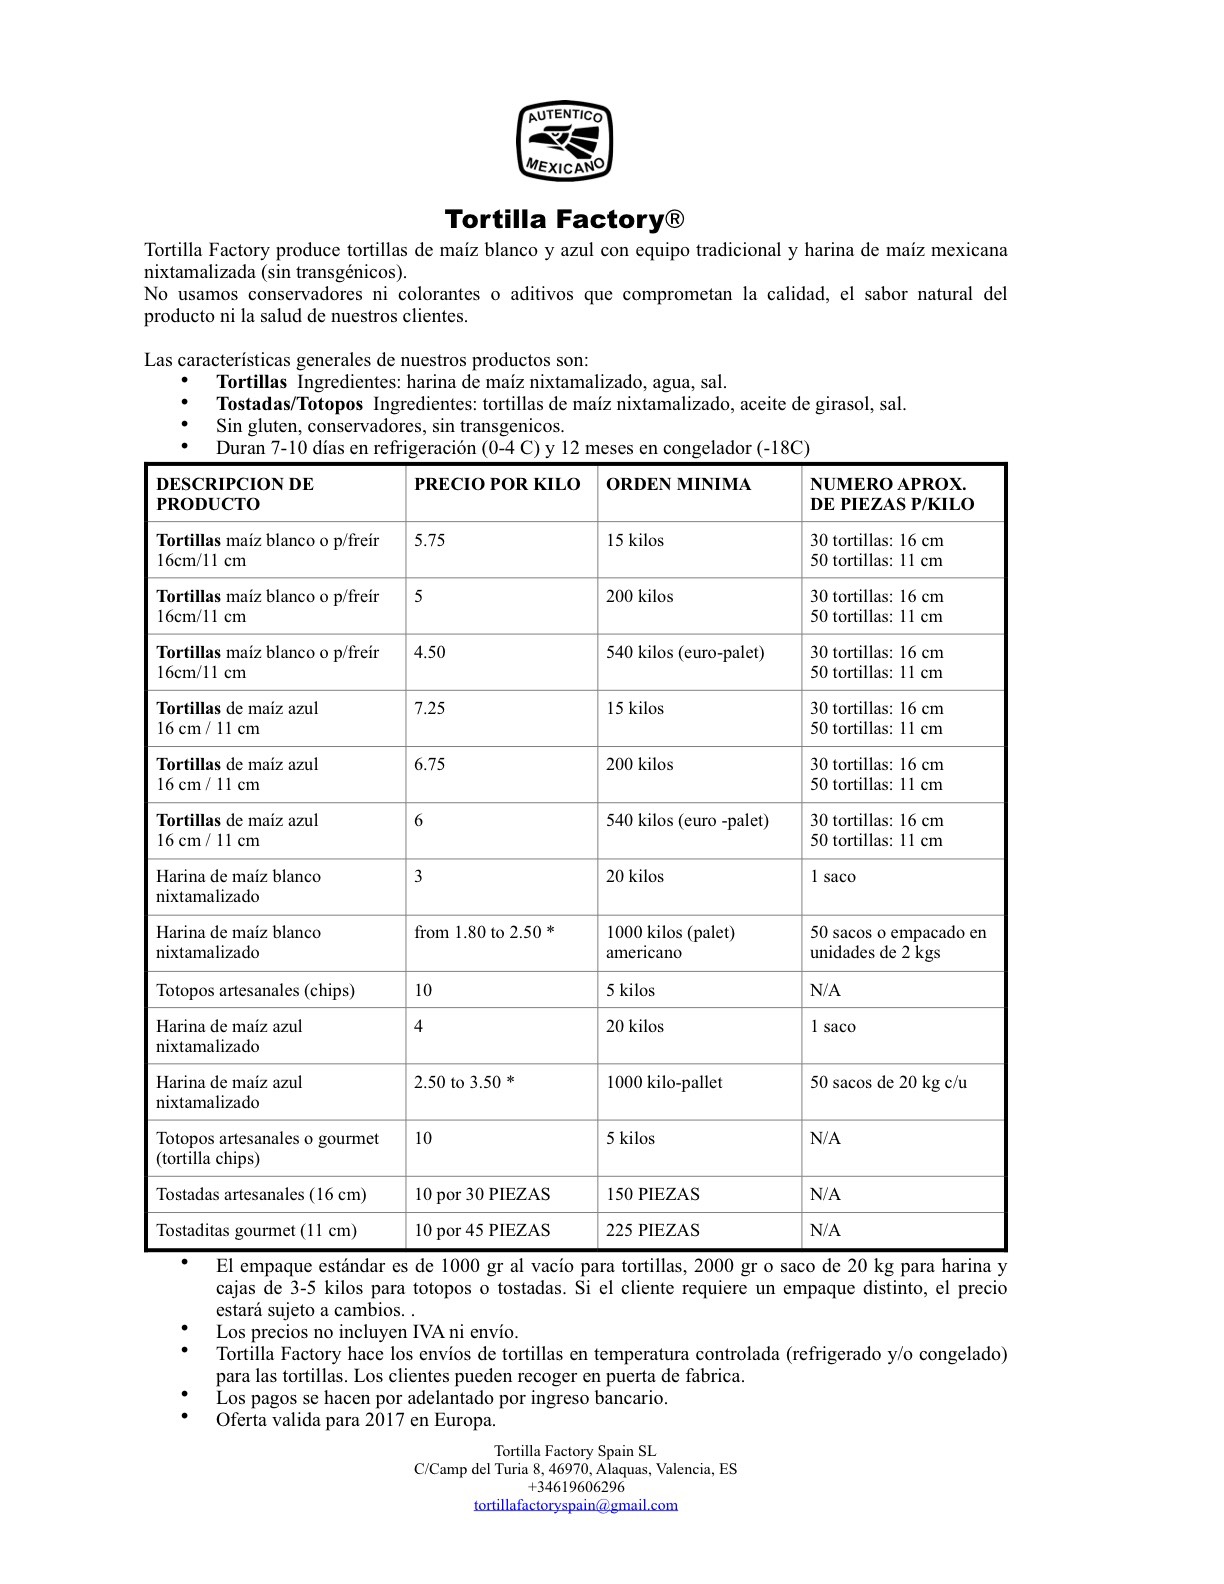 AUTENTICO
MEXICANO
Tortilla Factory®
Tortilla Factory produce tortillas de maíz blanco y azul con equipo tradicional y harina de maíz mexicana
nixtamalizada (sin transgénicos).
No usamos conservadores ni colorantes o aditivos que comprometan la calidad, el sabor natural del
producto ni la salud de nuestros clientes.
Las características generales de nuestros productos son:
• Tortillas Ingredientes: harina de maíz nixtamalizado, agua, sal.
• Tostadas/Totopos Ingredientes: tortillas de maíz nixtamalizado, aceite de girasol, sal.
• Sin gluten, conservadores, sin transgenicos.
• Duran 7-10 días en refrigeración (0-4 C) y 12 meses en congelador (-18C)
DESCRIPCION DE PRECIO POR KILO ORDEN MINIMA NUMERO APROX.
PRODUCTO DE PIEZAS P/KILO
Tortillas maíz blanco o p/freír 5.75 15 kilos 30 tortillas: 16 cm
16cm/11 cm 50 tortillas: 11 cm
Tortillas maíz blanco o p/freír 5 200 kilos 30 tortillas: 16 cm
16cm/11 cm 50 tortillas: 11 cm
Tortillas maíz blanco o p/freír 4.50 540 kilos (euro-palet) 30 tortillas: 16 cm
16cm/11 cm 50 tortillas: 11 cm
Tortillas de maíz azul 7.25 15 kilos 30 tortillas: 16 cm
16 cm / 11 cm 50 tortillas: 11 cm
Tortillas de maíz azul 6.75 200 kilos 30 tortillas: 16 cm
16 cm / 11 cm 50 tortillas: 11 cm
Tortillas de maíz azul 6 540 kilos (euro -palet) 30 tortillas: 16 cm
16 cm / 11 cm 50 tortillas: 11 cm
Harina de maíz blanco 3 20 kilos 1 saco
nixtamalizado
Harina de maíz blanco from 1.80 to 2.50 * 1000 kilos (palet) 50 sacos o empacado en
nixtamalizado americano unidades de 2 kgs
Totopos artesanales (chips) 10 5 kilos N/A
Harina de maíz azul 4 20 kilos 1 saco
nixtamalizado
Harina de maíz azul 2.50 to 3.50 * 1000 kilo-pallet 50 sacos de 20 kg c/u
nixtamalizado
Totopos artesanales o gourmet 10 5 kilos N/A
(tortilla chips)
Tostadas artesanales (16 cm) 10 por 30 PIEZAS 150 PIEZAS N/A
Tostaditas gourmet (11 cm) 10 por 45 PIEZAS 225 PIEZAS N/A
• El empaque estándar es de 1000 gr al vacío para tortillas, 2000 gr o saco de 20 kg para harina y
cajas de 3-5 kilos para totopos o tostadas. Si el cliente requiere un empaque distinto, el precio
estará sujeto a cambios. .
• Los precios no incluyen IVA ni envío.
• Tortilla Factory hace los envíos de tortillas en temperatura controlada (refrigerado y/o congelado)
para las tortillas. Los clientes pueden recoger en puerta de fabrica.
• Los pagos se hacen por adelantado por ingreso bancario.
• Oferta valida para 2017 en Europa.
Tortilla Factory Spain SL
C/Camp del Turia 8, 46970, Alaquas, Valencia, ES
+34619606296
tortillafactoryspain@gmail.com